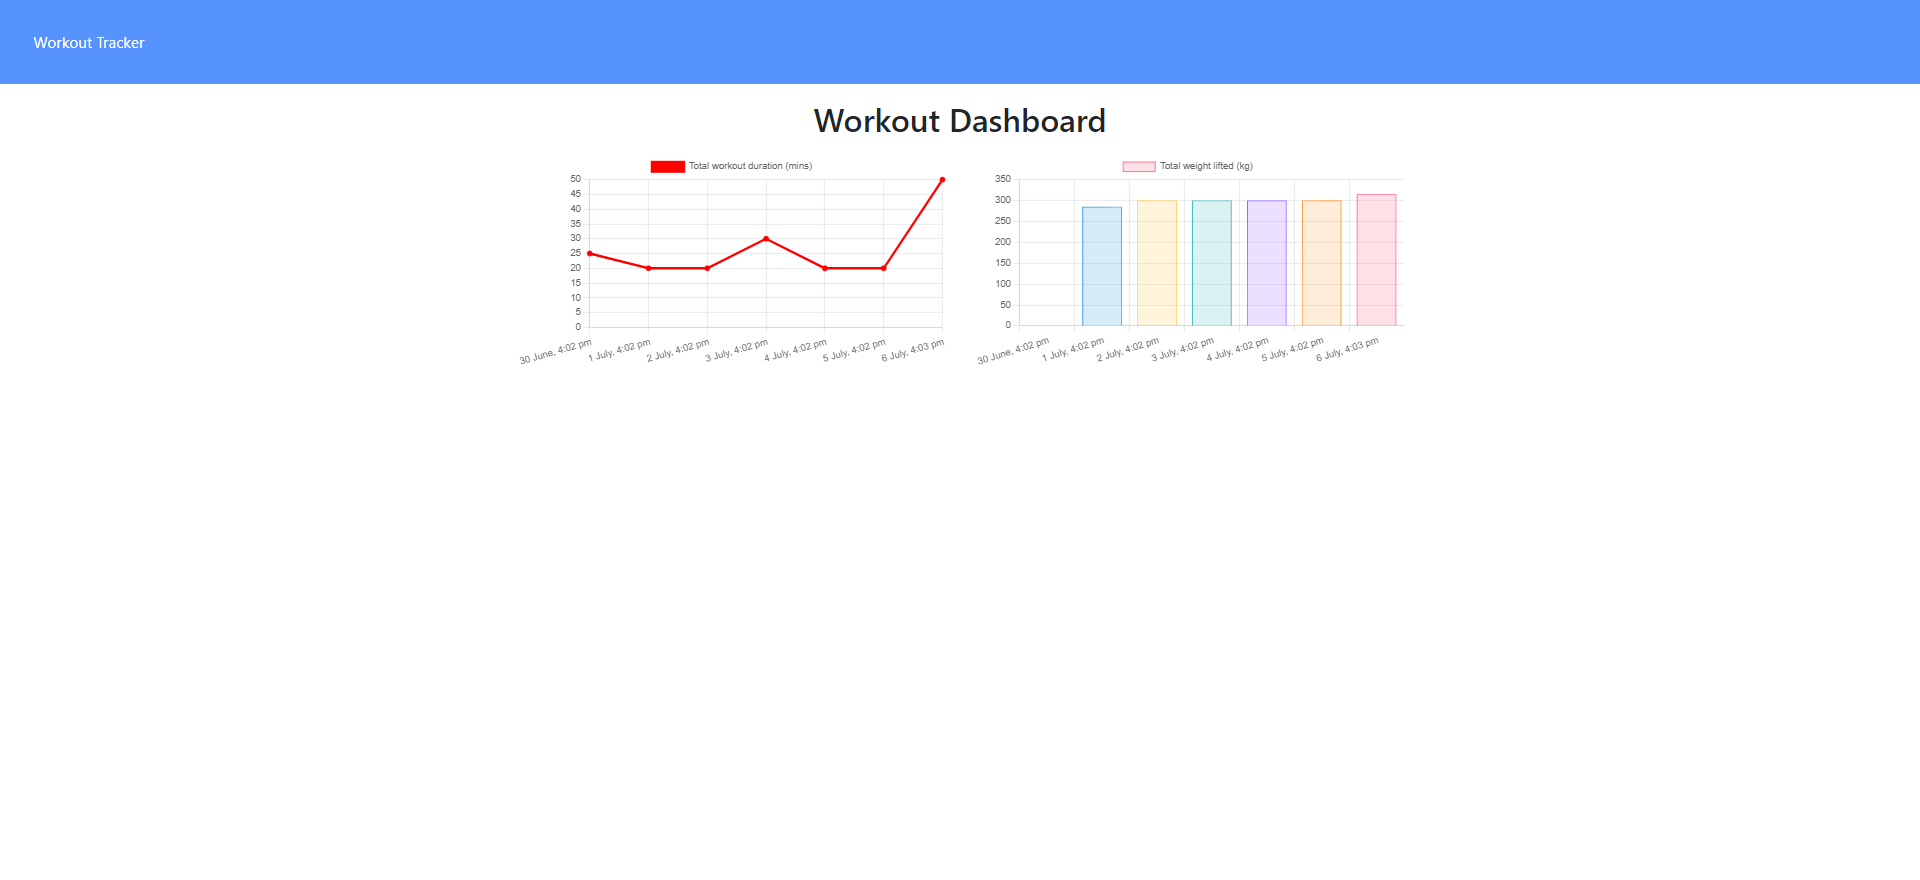 Workout Tracker
Workout Dashboard
Total workout duration (mins)
50
45
40
35
30
25
20
15
10
5
0
30 June, 4:02 pm
1 July, 4:02 pm
2 July, 4:02 pm
3 July, 4:02 pm
4 July, 4:02 pm
5 July, 4:02 pm
6 July, 4:03 pm
Total weight lifted (kg)
350
300
250
200
150
100
50
0
30 June, 4:02 pm
1 July, 4:02 pm
2 July, 4:02 pm
3 July, 4:02 pm
4 July, 4:02 pm
5 July, 4:02 pm
6 July, 4:03 pm